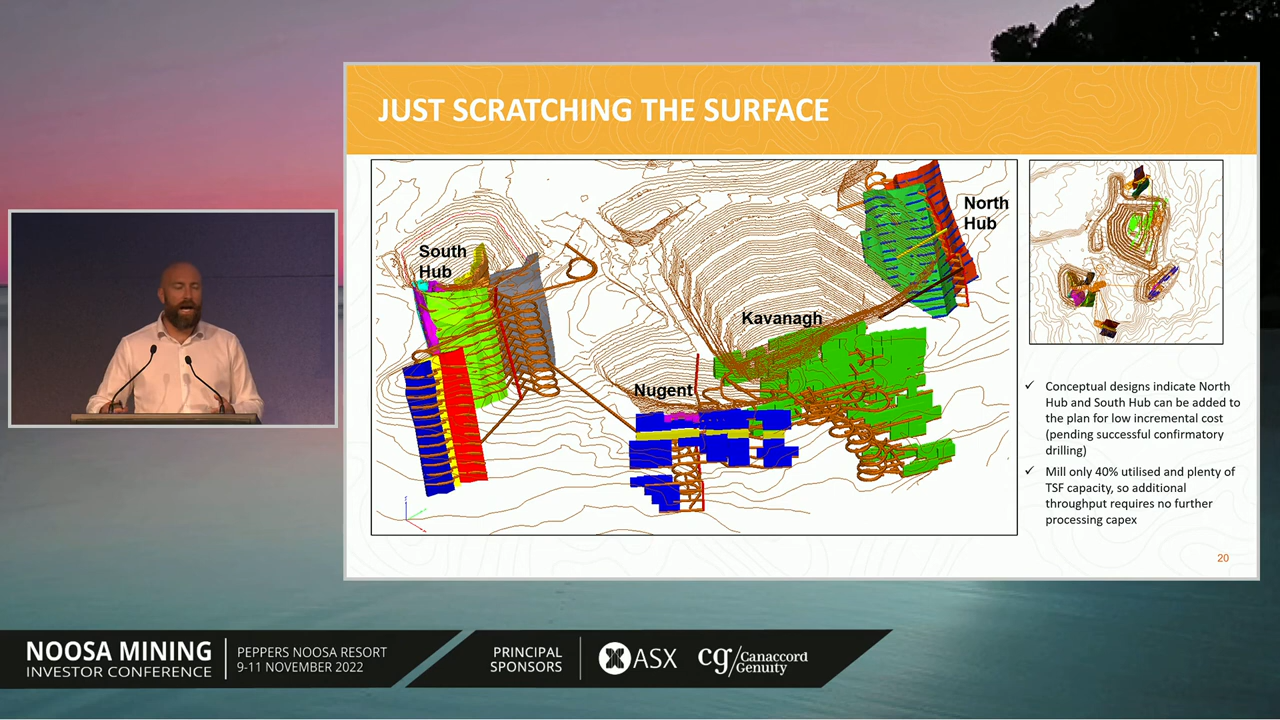 JUST SCRATCHING THE SURFACE
South
Hub
North
Hub
Kavanagh
Nugent
✓ Conceptual designs indicate North
Hub and South Hub can be added to
the plan for low incremental cost
(pending successful confirmatory
drilling)
✓ Mill only 40% utilised and plenty of
TSF capacity, so additional
throughput requires no further
processing capex
20
NOOSA MINING
INVESTOR CONFERENCE
PEPPERS NOOSA RESORT
9-11 NOVEMBER 2022
PRINCIPAL
SPONSORS
ASX
cg/Canaccord
Genuity